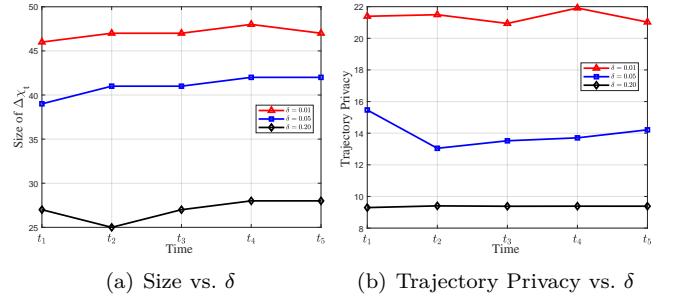 50
45
40
35
30
25
Size of Δχt
δ = 0.01
δ = 0.05
δ = 0.20
t1 t2 t3 t4 t5
Time
(a) Size vs. δ
22
20
18
16
14
12
10
8
Trajectory Privacy
δ = 0.01
δ = 0.05
δ = 0.20
t1 t2 t3 t4 t5
Time
(b) Trajectory Privacy vs. δ